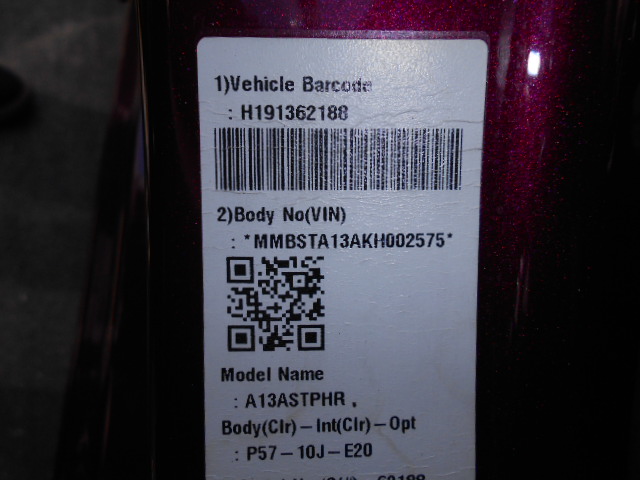 1)Vehicle Barcode
: H191362188
2)Body No(VIN)
: *MMBSTA13AKH002575*
Model Name
: A13ASTPHR .
Body(Clr)-Int(Clr)-Opt
: P57-10J-E20